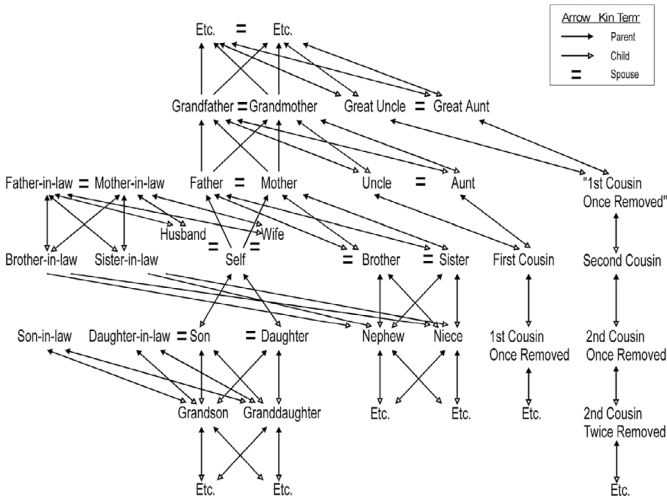 Arrow Kin Term
Parent
Child
= Spouse
Etc. = Etc.
Grandfather = Grandmother Great Uncle = Great Aunt
Father-in-law = Mother-in-law Father = Mother Uncle = Aunt "1st Cousin
Once Removed"
Husband = = Wife
Brother-in-law Sister-in-law Self = Brother = Sister First Cousin Second Cousin
Son-in-law Daughter-in-law = Son = Daughter Nephew Niece 1st Cousin 2nd Cousin
Once Removed Once Removed
Grandson Granddaughter Etc. Etc. Etc. 2nd Cousin
Twice Removed
Etc. Etc. Etc.